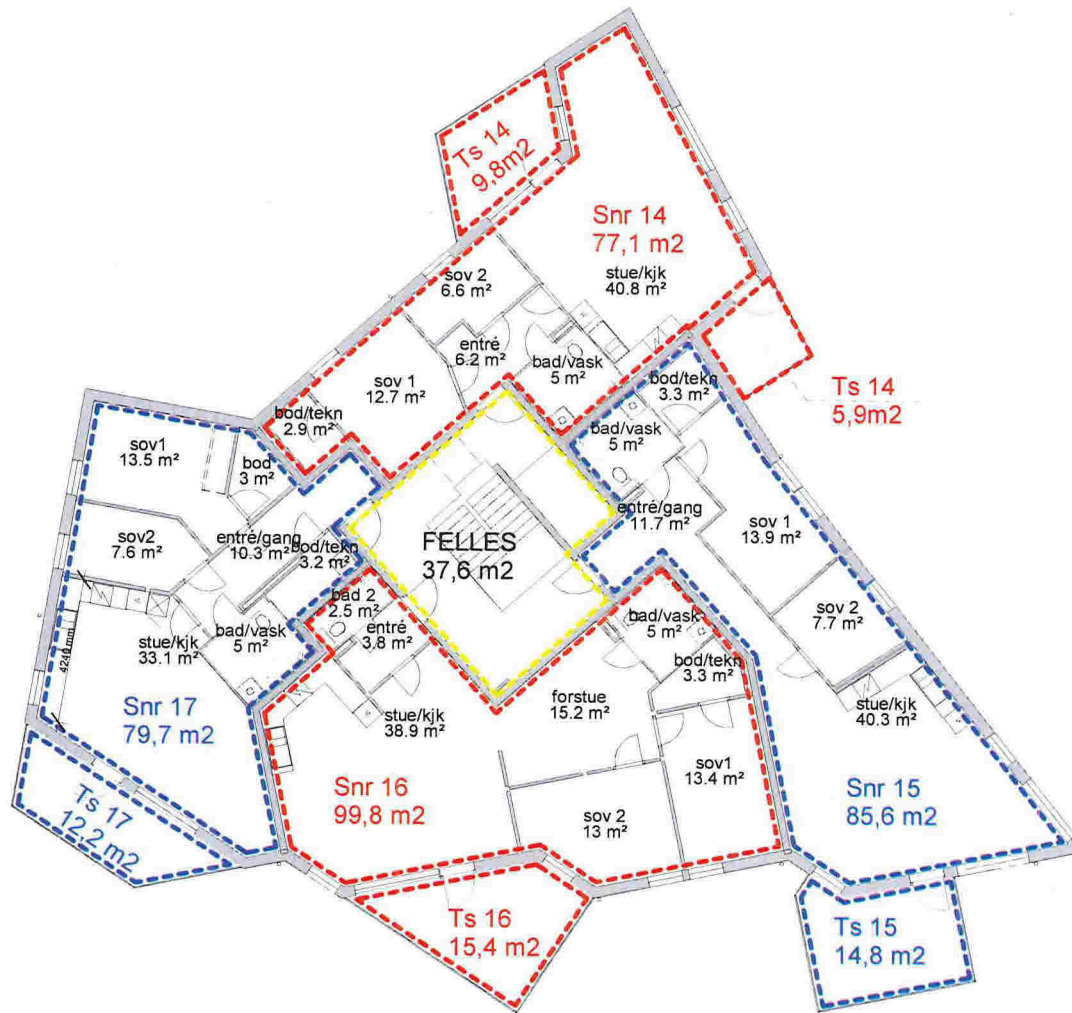 Ts 14
9,8m2
Snr 14
77,1 m2
stue/kjk
40.8 m²
sov 2
6.6 m²
entré
6.2 m²
bad/vask
5 m²
sov 1
12.7 m²
bod/tekn
2.9 m²
Ts 14
5,9m2
bod/tekn
3.3 m²
bad/vask
5 m²
entré/gang
11.7 m²
sov 1
13.9 m²
sov 2
7.7 m²
stue/kjk
40.3 m²
Snr 15
85,6 m2
Ts 15
14,8 m2
FELLES
37,6 m2
sov1
13.5 m²
bod
3 m²
sov2
7.6 m²
entré/gang
10.3 m²
bod/tekn
3.2 m²
bad/vask
5 m²
stue/kjk
33.1 m²
4240 mm
Snr 17
79,7 m2
Ts 17
12,2 m2
bad 2
2.5 m²
entré
3.8 m²
stue/kjk
38.9 m²
forstue
15.2 m²
bad/vask
5 m²
bod/tekn
3.3 m²
sov1
13.4 m²
sov 2
13 m²
Snr 16
99,8 m2
Ts 16
15,4 m2